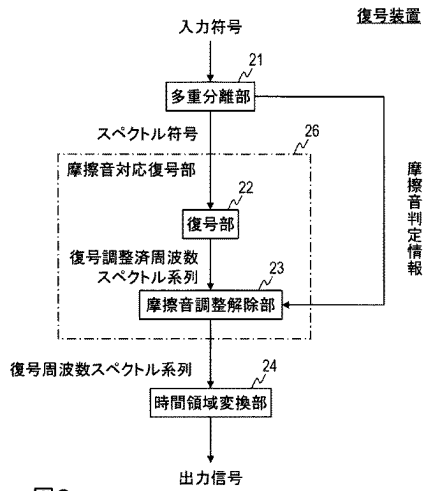 復号装置
入力符号
21
多重分離部
スペクトル符号
26
摩擦音対応復号部
22
復号部
摩擦音判定情報
復号調整済周波数
スペクトル系列
23
摩擦音調整解除部
復号周波数スペクトル系列
24
時間領域変換部
出力信号